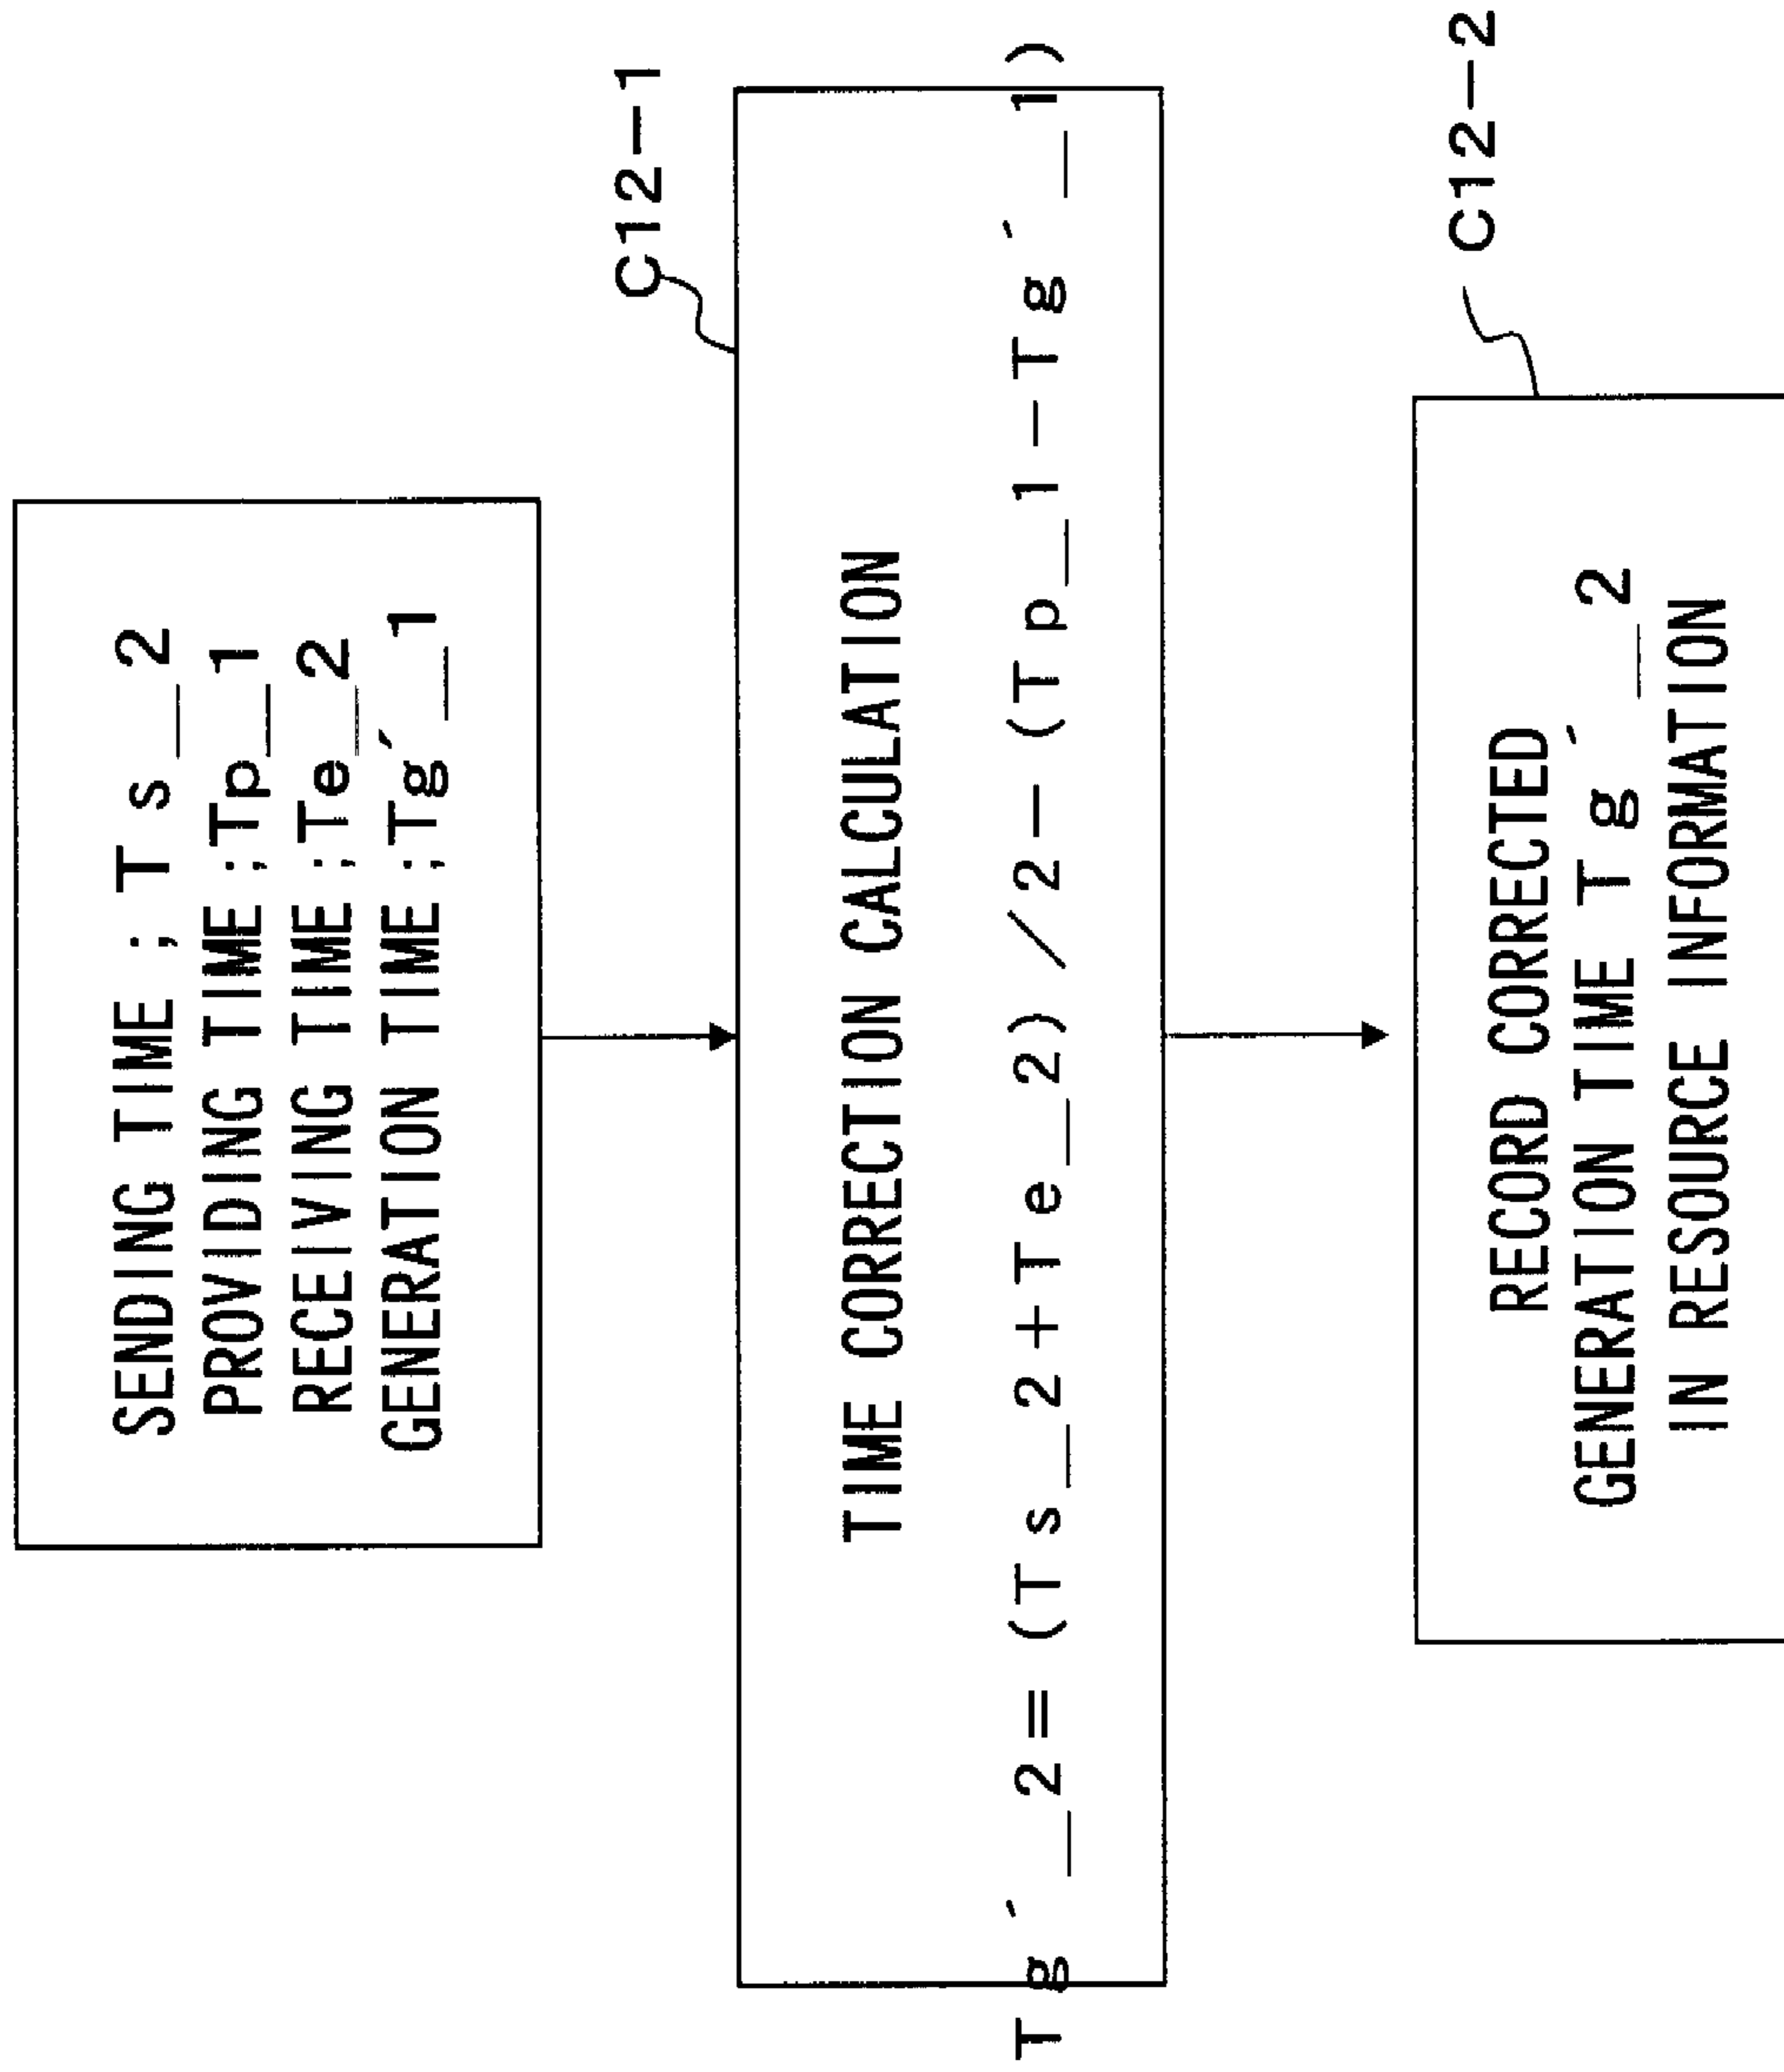 SENDING TIME ; Ts_2
PROVIDING TIME ;Tp_1
RECEIVING TIME ;Te_2
GENERATION TIME ;Tg´_1
C12-1
TIME CORRECTION CALCULATION
Tg´_2=(Ts_2+Te_2)/2-(Tp_1-Tg´_1)
C12-2
RECORD CORRECTED
GENERATION TIME Tg´_2
IN RESOURCE INFORMATION